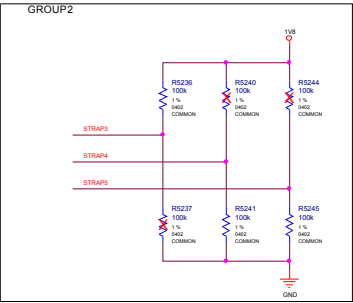 GROUP2
1V8
R5236
100k
1 %
0402
COMMON
R5240
100k
1 %
0402
COMMON
R5244
100k
1 %
0402
COMMON
STRAP3
STRAP4
STRAP5
R5237
100k
1 %
0402
COMMON
R5241
100k
1 %
0402
COMMON
R5245
100k
1 %
0402
COMMON
GND